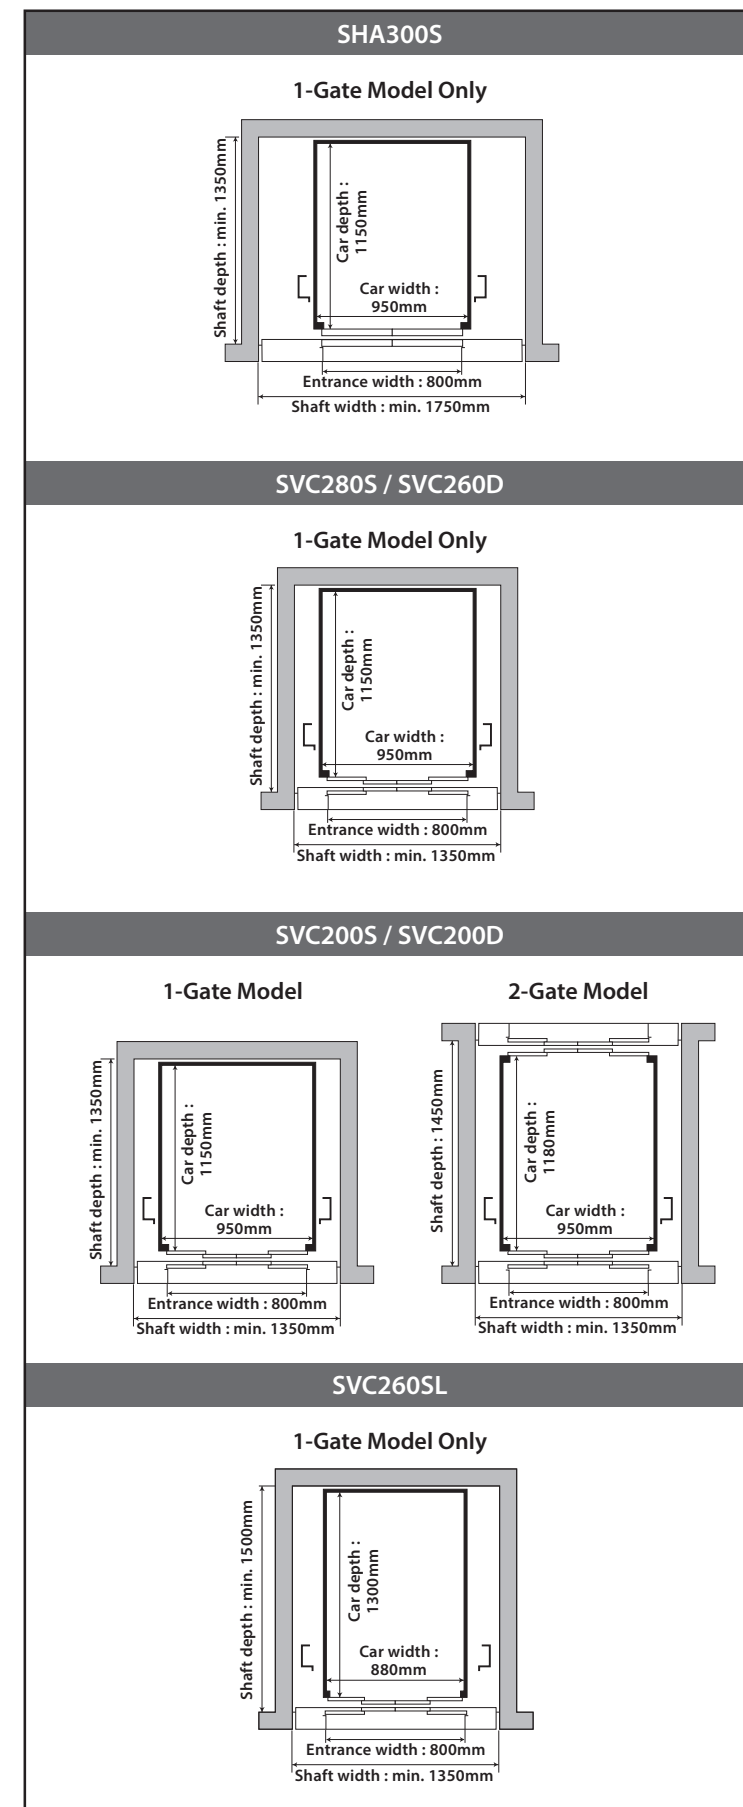 SHA300S
1-Gate Model Only
Shaft depth : min. 1350mm
Car depth :
1150mm
Car width :
950mm
Entrance width : 800mm
Shaft width : min. 1750mm
SVC280S / SVC260D
1-Gate Model Only
Shaft depth : min. 1350mm
Car depth :
1150mm
Car width :
950mm
Entrance width : 800mm
Shaft width : min. 1350mm
SVC200S / SVC200D
1-Gate Model
Shaft depth : min. 1350mm
Car depth :
1150mm
Car width :
950mm
Entrance width : 800mm
Shaft width : min. 1350mm
2-Gate Model
Shaft depth : 1450mm
Car depth :
1180mm
Car width :
950mm
Entrance width : 800mm
Shaft width : min. 1350mm
SVC260SL
1-Gate Model Only
Shaft depth : min. 1500mm
Car depth :
1300mm
Car width :
880mm
Entrance width : 800mm
Shaft width : min. 1350mm